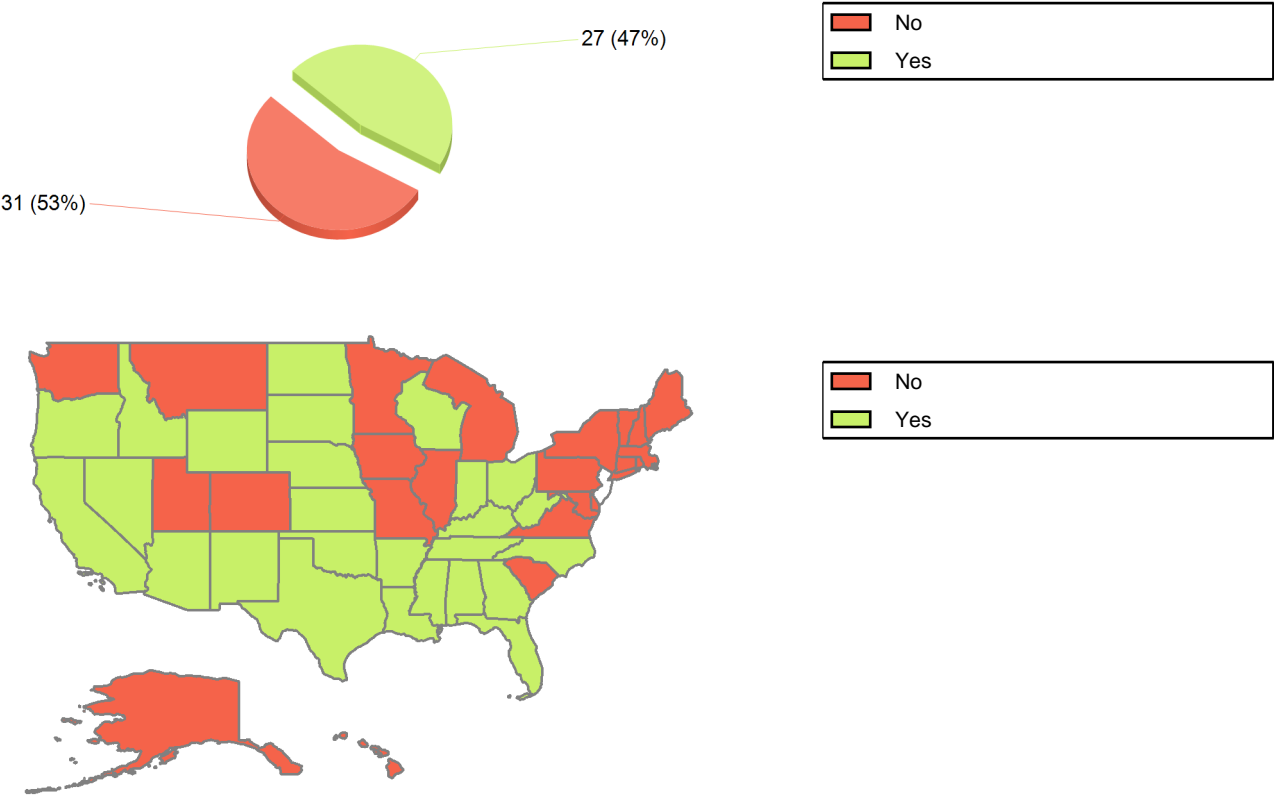 27 (47%)
31 (53%)
No
Yes
No
Yes